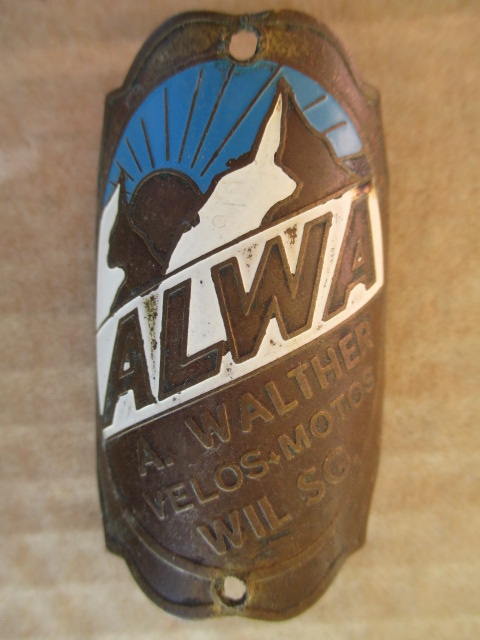 ALWA
A. WALTHER
VELOS+MOTOS
WIL SG.